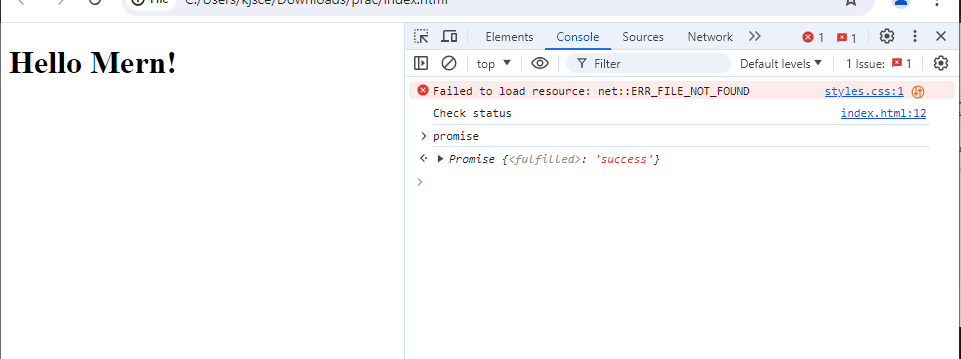 File C:/Users/kjsce/Downloads/prac/index.html
Hello Mern!
Elements Console Sources Network 1 1
top Filter Default levels 1 Issue: 1
Failed to load resource: net::ERR_FILE_NOT_FOUND styles.css:1
Check status index.html:12
promise
Promise {<fulfilled>: 'success'}